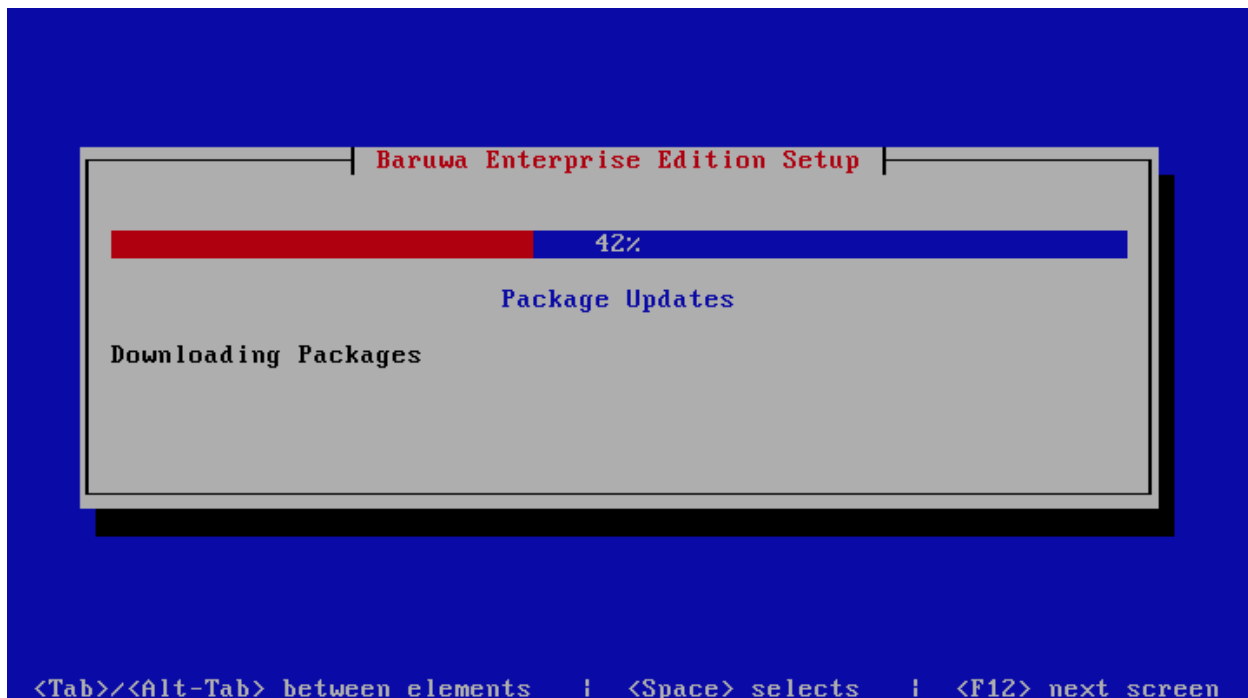 Baruwa Enterprise Edition Setup
42%
Package Updates
Downloading Packages
<Tab>/<Alt-Tab> between elements | <Space> selects | <F12> next screen